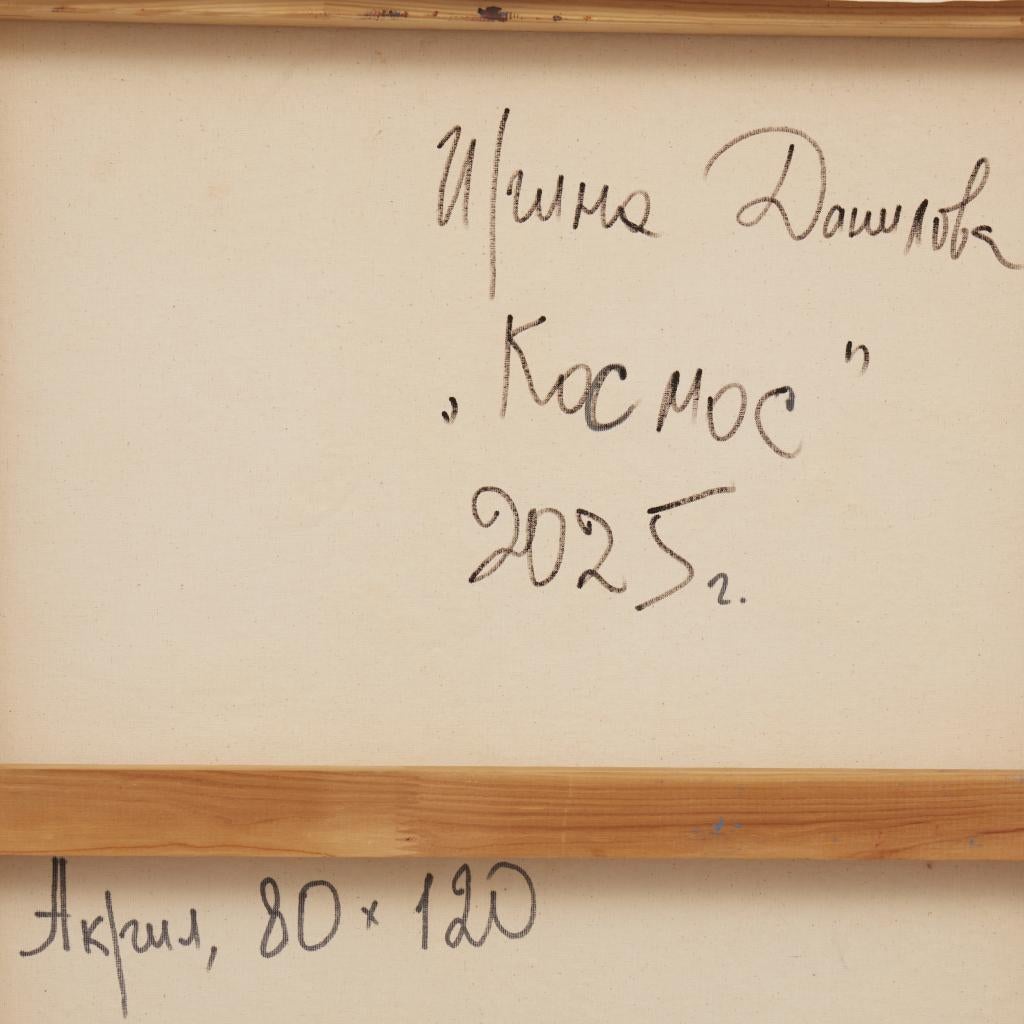 Ирина Данилова
„Космос"
2025 г.
Акрил, 80 × 120